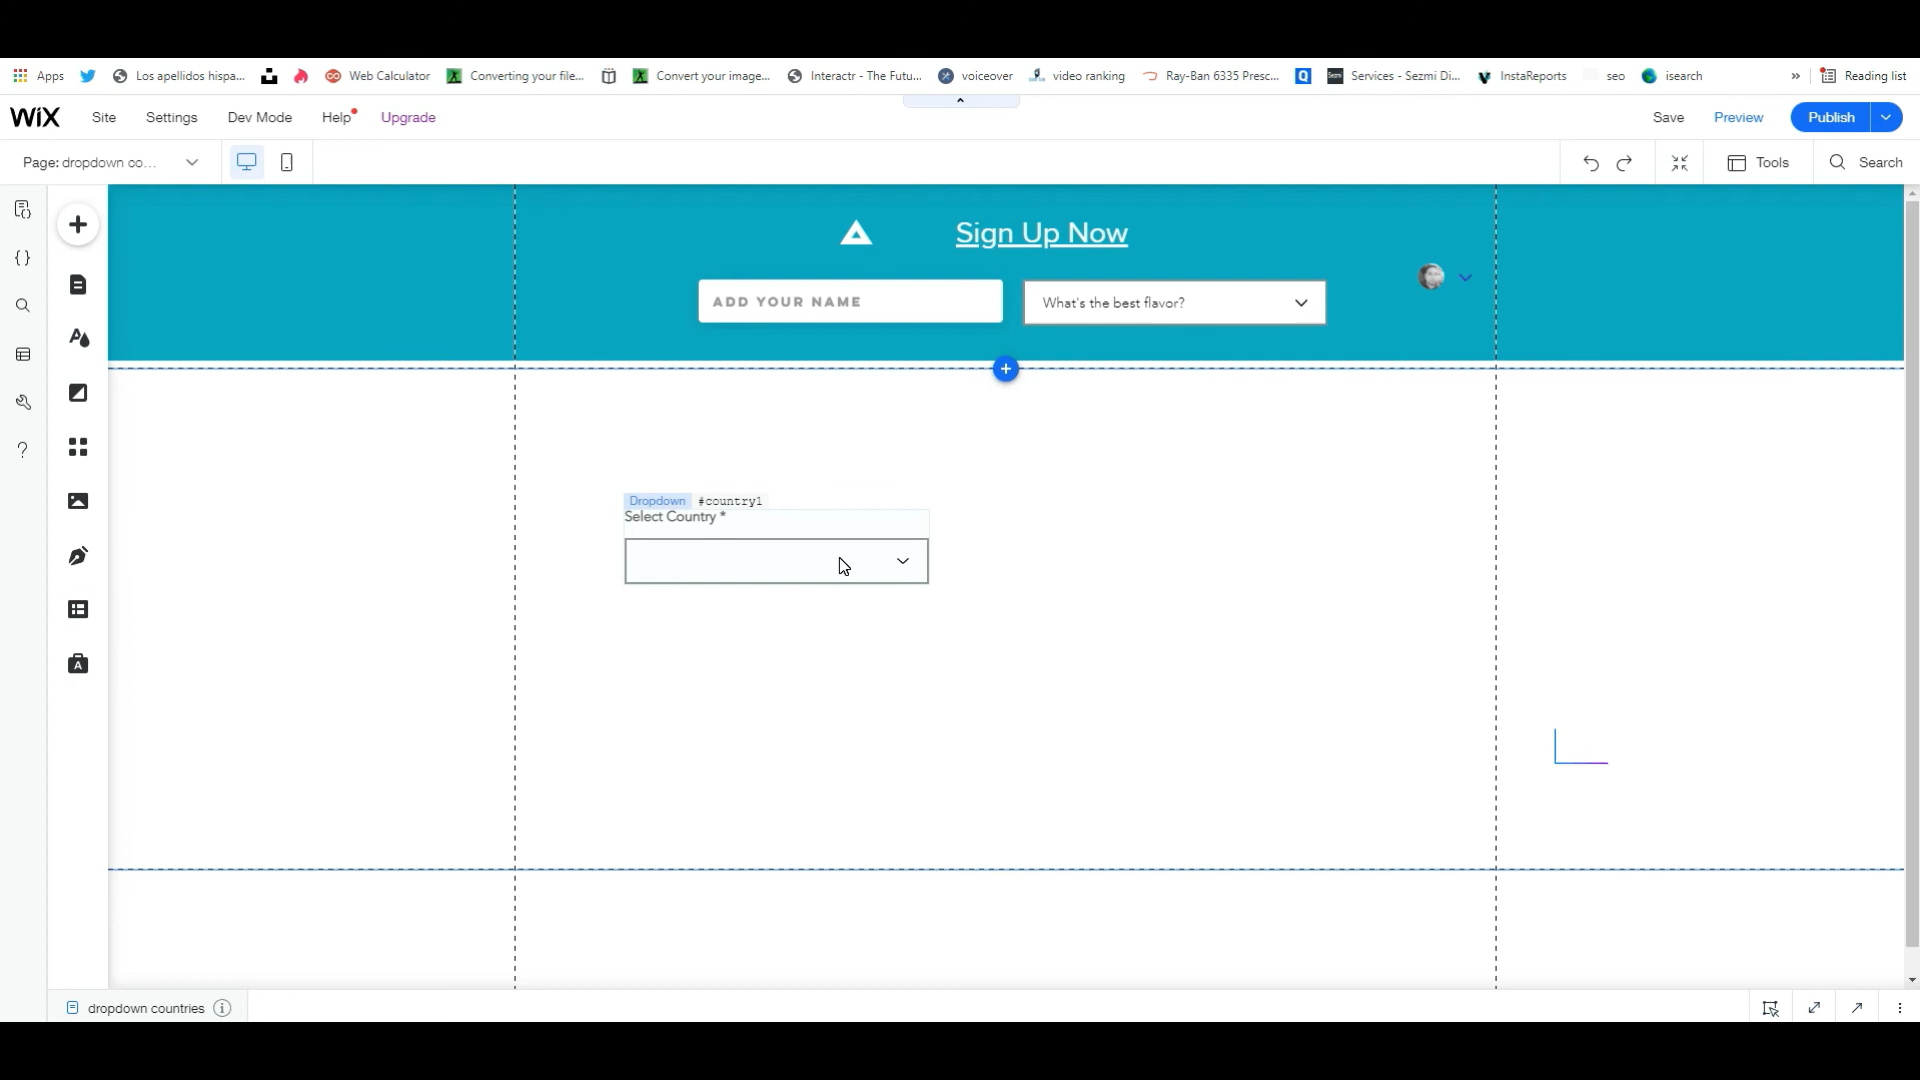 Apps Los apellidos hispa... Web Calculator Converting your file... Convert your image... Interactr - The Futu... voiceover video ranking Ray-Ban 6335 Presc... Q Services - Sezmi Di... InstaReports seo isearch » Reading list
WiX Site Settings Dev Mode Help Upgrade Save Preview Publish
Page: dropdown co... Tools Search
Sign Up Now
ADD YOUR NAME What's the best flavor?
Dropdown #country1
Select Country *
dropdown countries